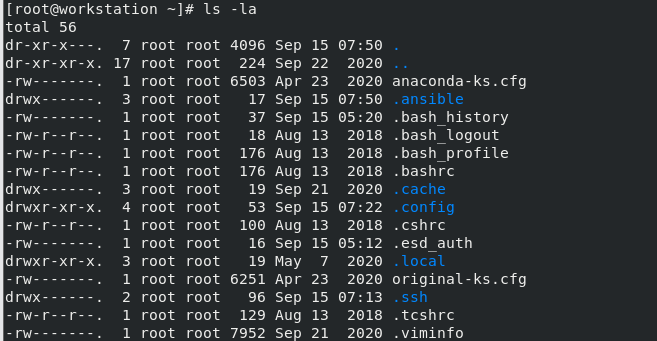 [root@workstation ~]# ls -la
total 56
dr-xr-x---.  7 root root 4096 Sep 15 07:50 .
dr-xr-xr-x. 17 root root  224 Sep 22  2020 ..
-rw-------.  1 root root 6503 Apr 23  2020 anaconda-ks.cfg
drwx------.  3 root root   17 Sep 15 07:50 .ansible
-rw-------.  1 root root   37 Sep 15 05:20 .bash_history
-rw-r--r--.  1 root root   18 Aug 13  2018 .bash_logout
-rw-r--r--.  1 root root  176 Aug 13  2018 .bash_profile
-rw-r--r--.  1 root root  176 Aug 13  2018 .bashrc
drwx------.  3 root root   19 Sep 21  2020 .cache
drwxr-xr-x.  4 root root   53 Sep 15 07:22 .config
-rw-r--r--.  1 root root  100 Aug 13  2018 .cshrc
-rw-------.  1 root root   16 Sep 15 05:12 .esd_auth
drwxr-xr-x.  3 root root   19 May  7  2020 .local
-rw-------.  1 root root 6251 Apr 23  2020 original-ks.cfg
drwx------.  2 root root   96 Sep 15 07:13 .ssh
-rw-r--r--.  1 root root  129 Aug 13  2018 .tcshrc
-rw-------.  1 root root 7952 Sep 21  2020 .viminfo